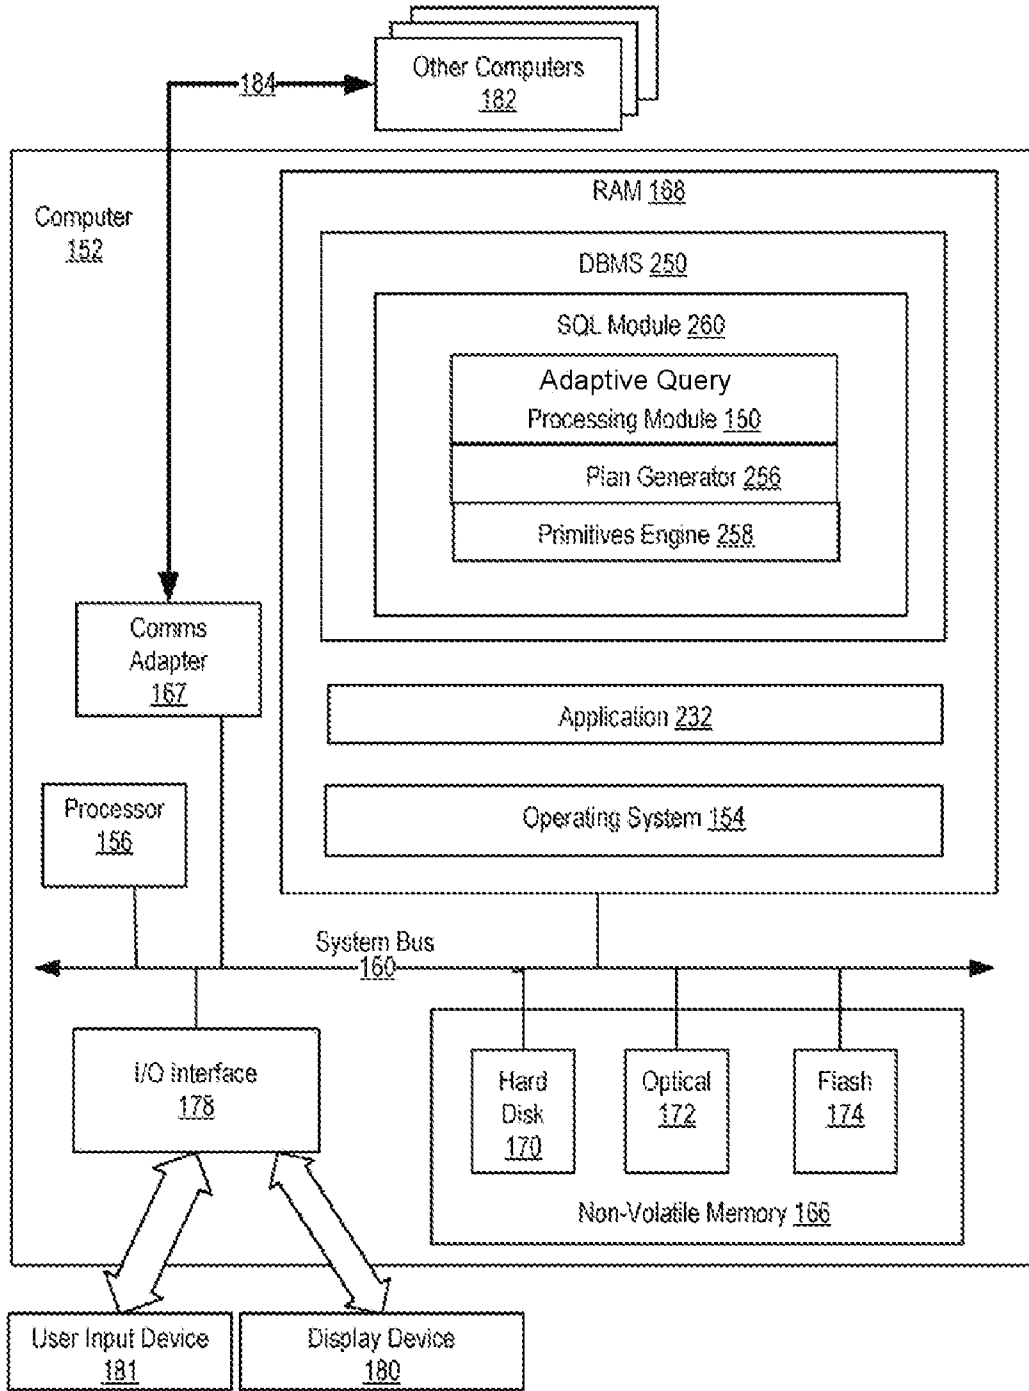 Other Computers
182
184
Computer
152
RAM 168
DBMS 250
SQL Module 260
Adaptive Query
Processing Module 150
Plan Generator 256
Primitives Engine 258
Comms
Adapter
167
Application 232
Processor
156
Operating System 154
System Bus
160
I/O Interface
178
Hard
Disk
170
Optical
172
Flash
174
Non-Volatile Memory 166
User Input Device
181
Display Device
180